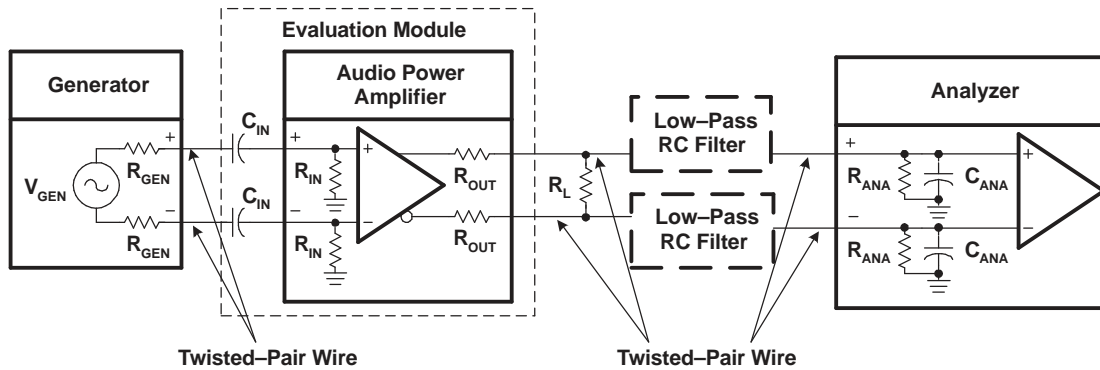 Evaluation Module
Generator
Audio Power
Amplifier
Analyzer
C_IN
Low–Pass
RC Filter
+
+
+
+
+
R_GEN
V_GEN
R_IN
R_OUT
R_L
R_ANA
C_ANA
–
C_IN
–
–
Low–Pass
RC Filter
–
–
R_GEN
R_IN
R_OUT
R_ANA
C_ANA
Twisted–Pair Wire
Twisted–Pair Wire